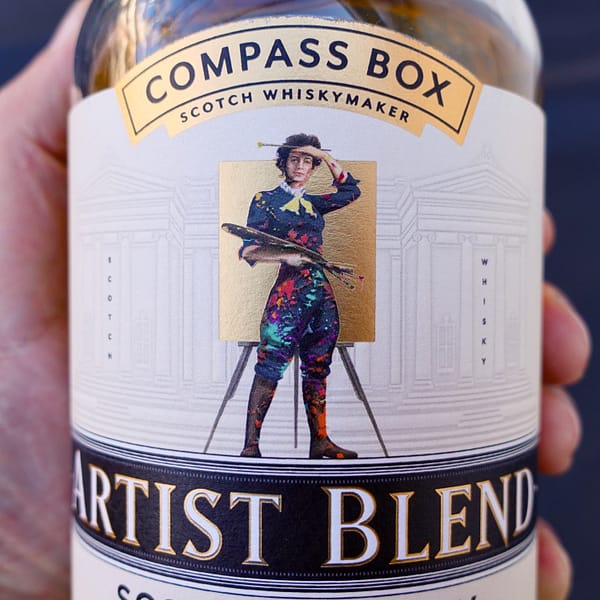 COMPASS BOX
SCOTCH WHISKYMAKER
SCOTCH
WHISKY
ARTIST BLEND